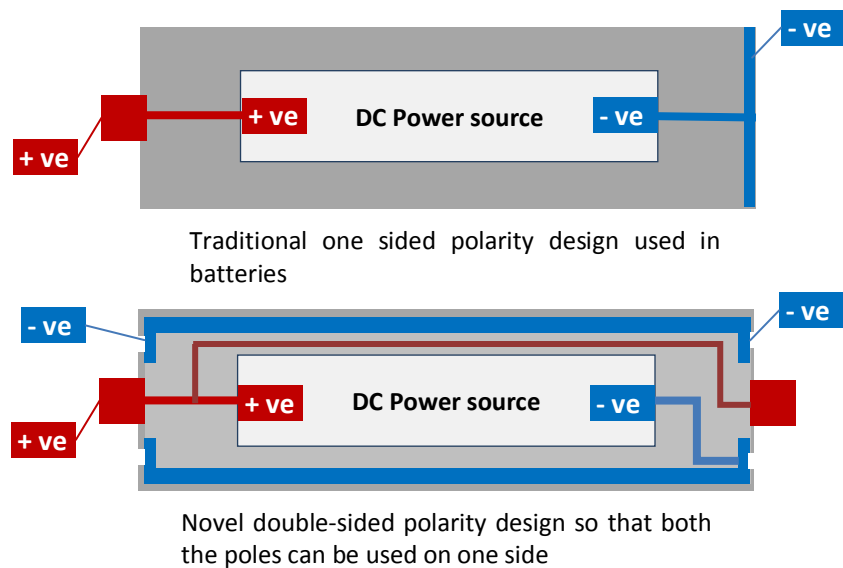 - ve
+ ve DC Power source - ve
+ ve
Traditional one sided polarity design used in
batteries
- ve
- ve
+ ve DC Power source - ve
+ ve
Novel double-sided polarity design so that both
the poles can be used on one side